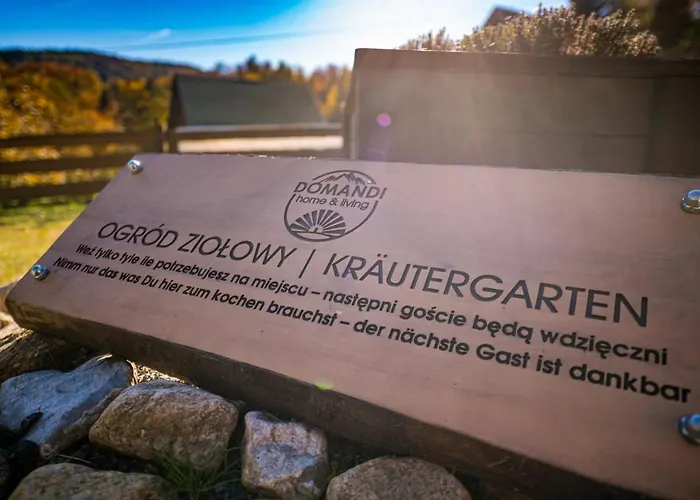 DOMANDI
home & living
OGRÓD ZIOŁOWY | KRÄUTERGARTEN
Weź tylko tyle ile potrzebujesz na miejscu – następni goście będą wdzięczni
Nimm nur das was Du hier zum kochen brauchst – der nächste Gast ist dankbar